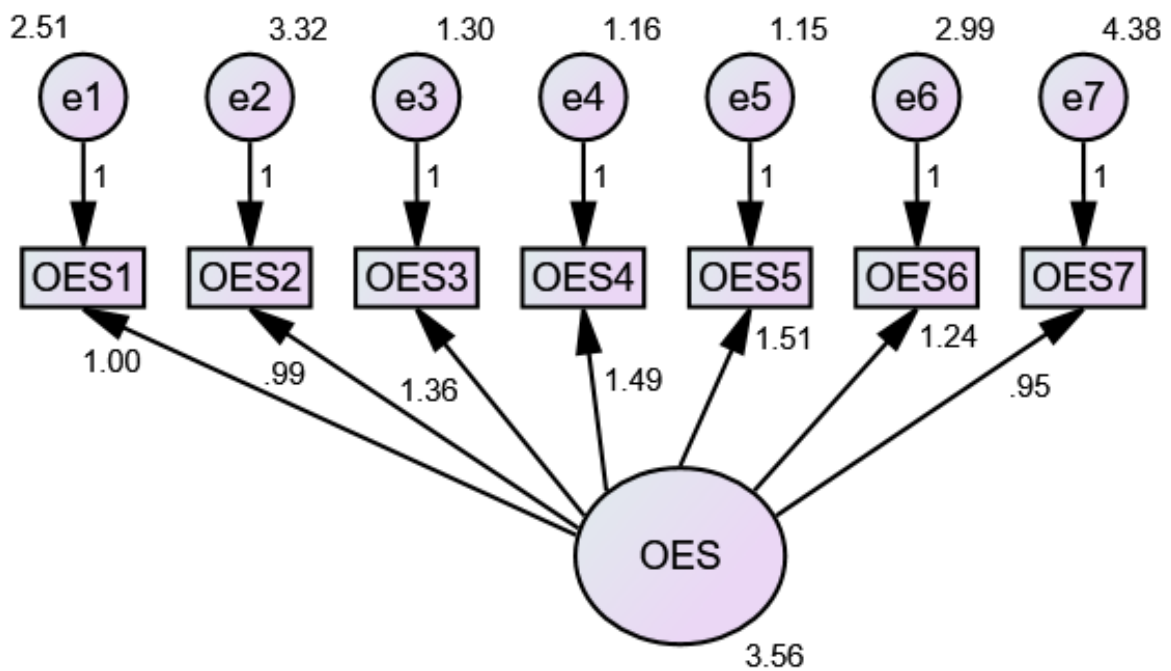 2.51 3.32 1.30 1.16 1.15 2.99 4.38
e1 e2 e3 e4 e5 e6 e7
1 1 1 1 1 1 1
OES1 OES2 OES3 OES4 OES5 OES6 OES7
1.00 .99 1.36 1.49 1.51 1.24 .95
OES
3.56